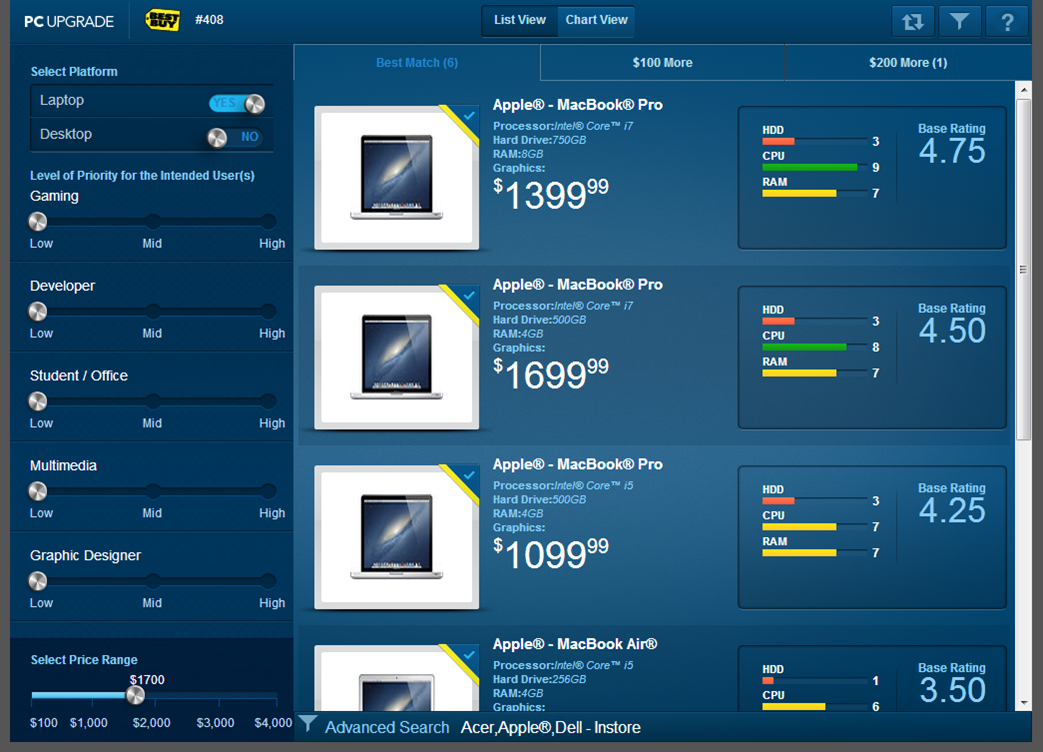 PC UPGRADE
BEST BUY
#408
List View
Chart View
?
Select Platform
Laptop
YES
Desktop
NO
Level of Priority for the Intended User(s)
Gaming
Low Mid High
Developer
Low Mid High
Student / Office
Low Mid High
Multimedia
Low Mid High
Graphic Designer
Low Mid High
Select Price Range
$1700
$100 $1,000 $2,000 $3,000 $4,000
Best Match (6)
$100 More
$200 More (1)
Apple® - MacBook® Pro
Processor:Intel® Core™ i7
Hard Drive:750GB
RAM:8GB
Graphics:
$139999
HDD 3
CPU 9
RAM 7
Base Rating
4.75
Apple® - MacBook® Pro
Processor:Intel® Core™ i7
Hard Drive:500GB
RAM:4GB
Graphics:
$169999
HDD 3
CPU 8
RAM 7
Base Rating
4.50
Apple® - MacBook® Pro
Processor:Intel® Core™ i5
Hard Drive:500GB
RAM:4GB
Graphics:
$109999
HDD 3
CPU 7
RAM 7
Base Rating
4.25
Apple® - MacBook Air®
Processor:Intel® Core™ i5
Hard Drive:256GB
RAM:4GB
Graphics:
HDD 1
CPU 6
Base Rating
3.50
Advanced Search Acer,Apple®,Dell - Instore